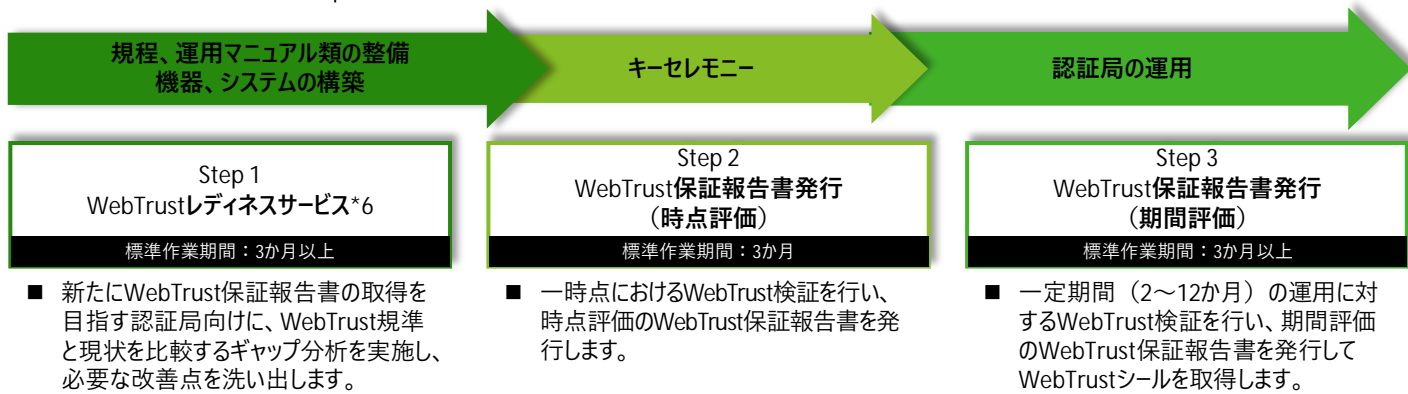 規程、運用マニュアル類の整備
機器、システムの構築
キーセレモニー
認証局の運用
Step 1
WebTrustレディネスサービス*6
標準作業期間：3か月以上
■ 新たにWebTrust保証報告書の取得を
目指す認証局向けに、WebTrust規準
と現状を比較するギャップ分析を実施し、
必要な改善点を洗い出します。
Step 2
WebTrust保証報告書発行
（時点評価）
標準作業期間：3か月
■ 一時点におけるWebTrust検証を行い、
時点評価のWebTrust保証報告書を発
行します。
Step 3
WebTrust保証報告書発行
（期間評価）
標準作業期間：3か月以上
■ 一定期間（2～12か月）の運用に対
するWebTrust検証を行い、期間評価
のWebTrust保証報告書を発行して
WebTrustシールを取得します。